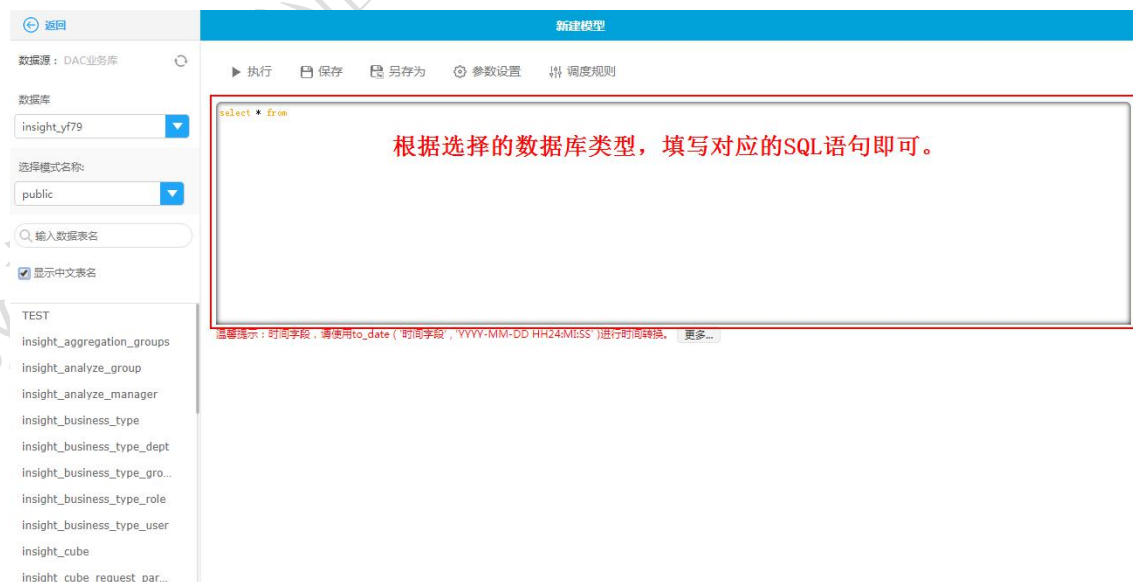 返回
新建模型
数据源： DAC业务库
执行 保存 另存为 参数设置 调度规则
数据库
insight_yf79
选择模式名称:
public
输入数据表名
显示中文表名
select * from
根据选择的数据库类型，填写对应的SQL语句即可。
温馨提示：时间字段，请使用to_date ( '时间字段' , 'YYYY-MM-DD HH24:MI:SS' )进行时间转换。 更多...
TEST
insight_aggregation_groups
insight_analyze_group
insight_analyze_manager
insight_business_type
insight_business_type_dept
insight_business_type_gro...
insight_business_type_role
insight_business_type_user
insight_cube
insight_cube_request_par...